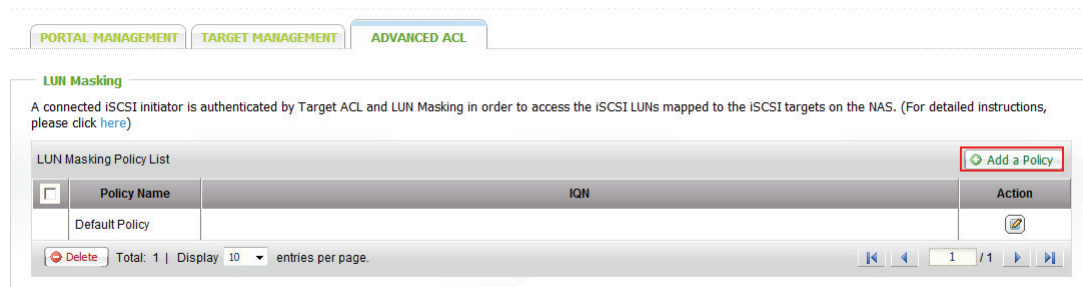 PORTAL MANAGEMENT TARGET MANAGEMENT ADVANCED ACL
LUN Masking
A connected iSCSI initiator is authenticated by Target ACL and LUN Masking in order to access the iSCSI LUNs mapped to the iSCSI targets on the NAS. (For detailed instructions,
please click here)
LUN Masking Policy List Add a Policy
Policy Name IQN Action
Default Policy
Delete Total: 1 | Display 10 entries per page. 1 / 1